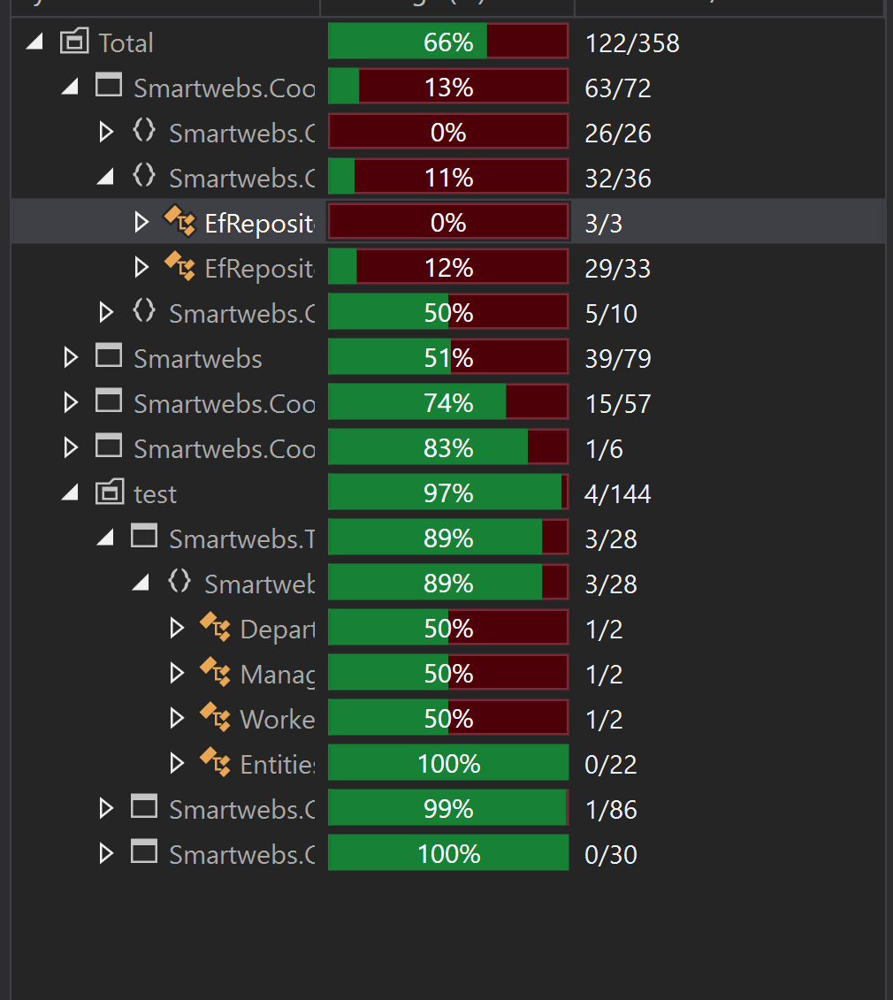 Total 66% 122/358
Smartwebs.Coo 13% 63/72
Smartwebs.C 0% 26/26
Smartwebs.C 11% 32/36
EfReposit 0% 3/3
EfReposit 12% 29/33
Smartwebs.C 50% 5/10
Smartwebs 51% 39/79
Smartwebs.Coo 74% 15/57
Smartwebs.Coo 83% 1/6
test 97% 4/144
Smartwebs.T 89% 3/28
Smartweb 89% 3/28
Depart 50% 1/2
Manag 50% 1/2
Worke 50% 1/2
Entities 100% 0/22
Smartwebs.C 99% 1/86
Smartwebs.C 100% 0/30